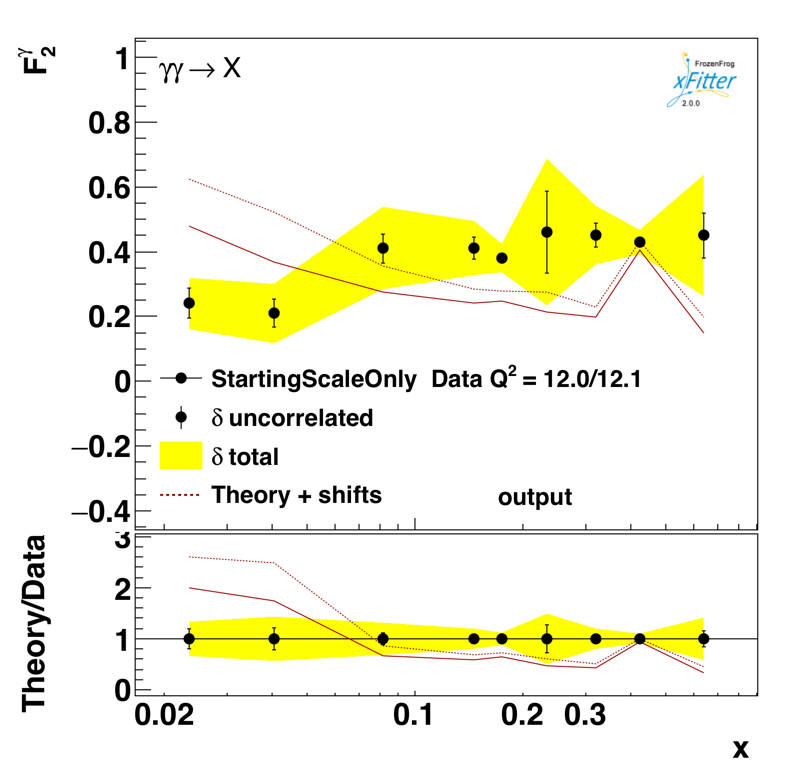 F₂^γ
1
γγ → X
FrozenFrog
xFitter
2.0.0
0.8
0.6
0.4
0.2
0
StartingScaleOnly Data Q² = 12.0/12.1
δ uncorrelated
−0.2
δ total
Theory + shifts output
−0.4
Theory/Data
3
2
1
0
0.02 0.1 0.2 0.3
x